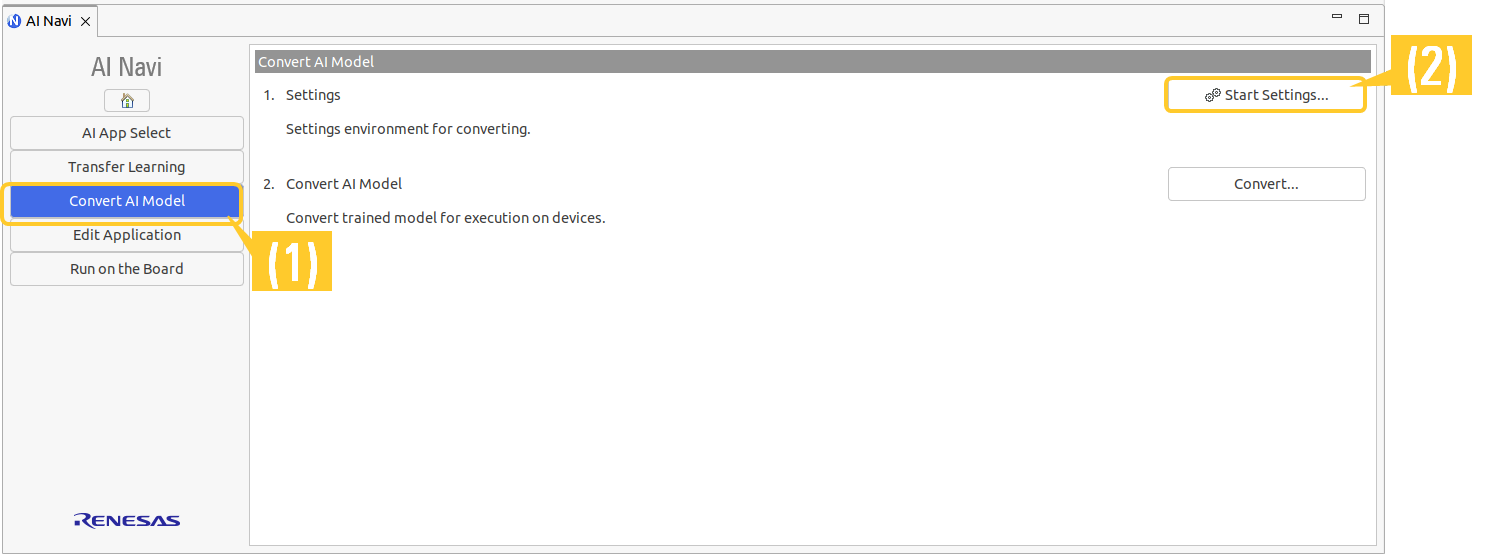 AI Navi
AI Navi
AI App Select
Transfer Learning
Convert AI Model
Edit Application
Run on the Board
(1)
RENESAS
Convert AI Model
1. Settings
Start Settings...
(2)
Settings environment for converting.
2. Convert AI Model
Convert...
Convert trained model for execution on devices.